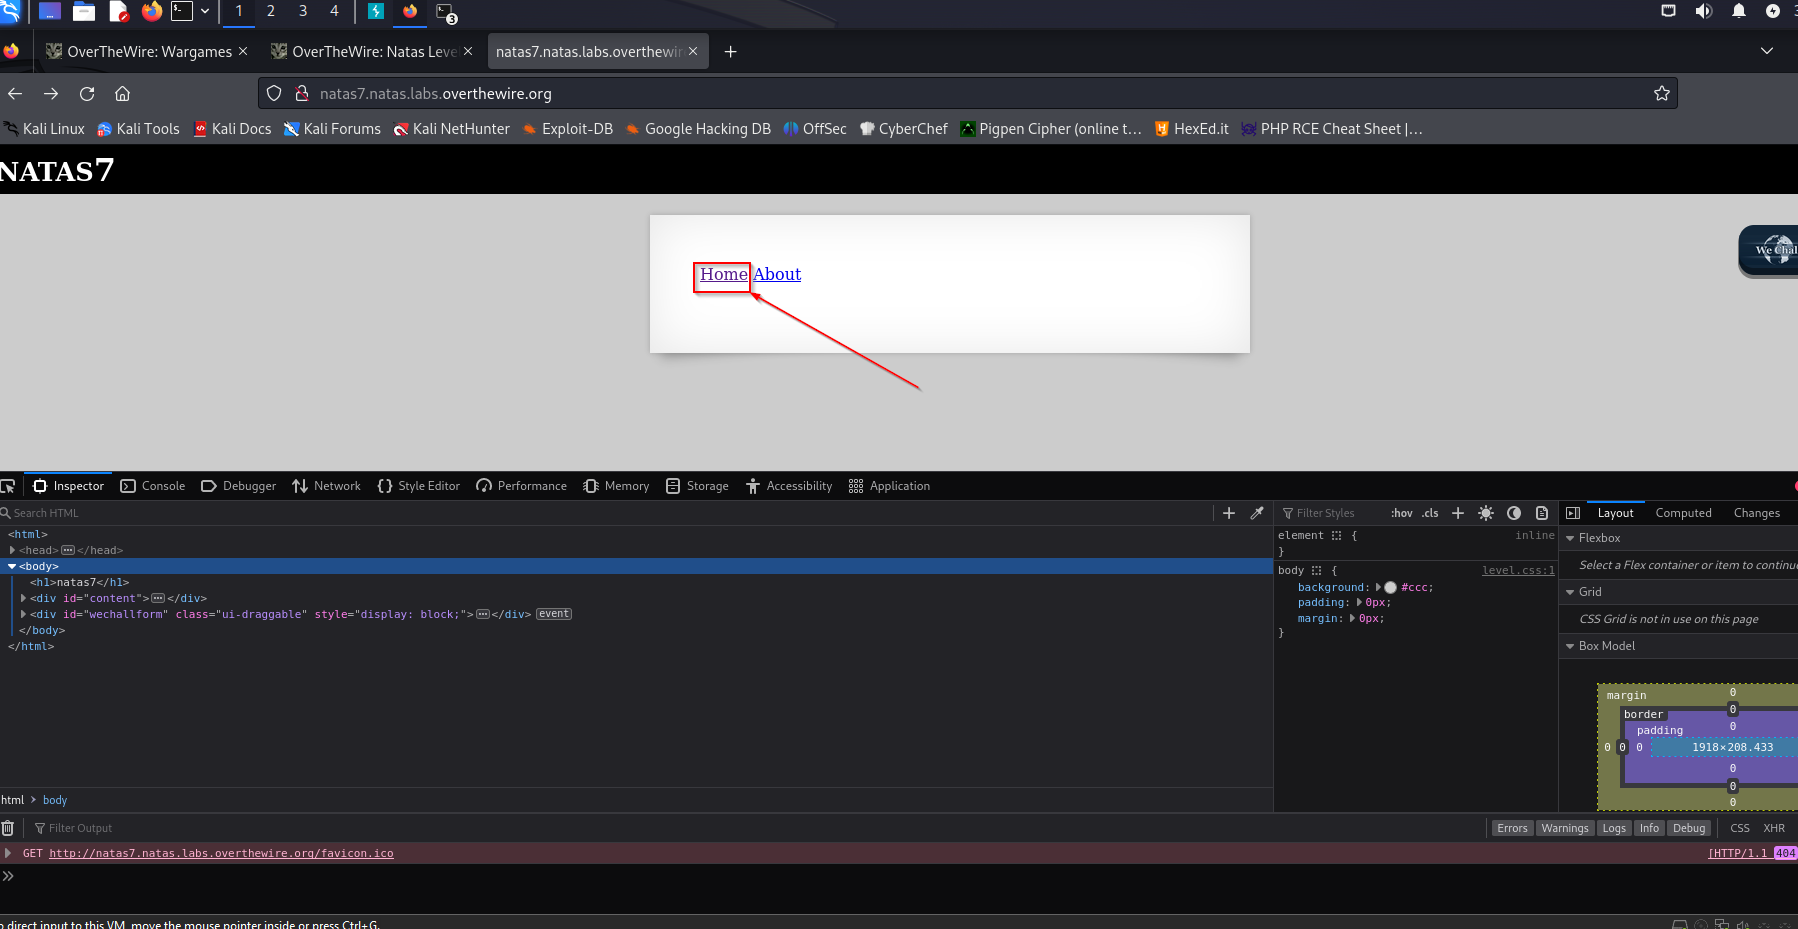 1 2 3 4 3
OverTheWire: Wargames OverTheWire: Natas Leve natas7.natas.labs.overthewir
natas7.natas.labs.overthewire.org
Kali Linux Kali Tools Kali Docs Kali Forums Kali NetHunter Exploit-DB Google Hacking DB OffSec CyberChef Pigpen Cipher (online t… HexEd.it PHP RCE Cheat Sheet |…
NATAS7
We Chal
Home About
Inspector Console Debugger Network Style Editor Performance Memory Storage Accessibility Application
Search HTML
<html>
<head> ⋯ </head>
<body>
<h1>natas7</h1>
<div id="content"> ⋯ </div>
<div id="wechallform" class="ui-draggable" style="display: block;"> ⋯ </div> event
</body>
</html>
html > body
Filter Styles :hov .cls
element { inline
}
body { level.css:1
background: #ccc;
padding: 0px;
margin: 0px;
}
Layout Computed Changes
Flexbox
Select a Flex container or item to continue
Grid
CSS Grid is not in use on this page
Box Model
margin 0
border 0
padding 0
0 0 0 1918×208.433
0
0
0
Filter Output Errors Warnings Logs Info Debug CSS XHR
GET http://natas7.natas.labs.overthewire.org/favicon.ico [HTTP/1.1 404
direct input to this VM, move the mouse pointer inside or press Ctrl+G.